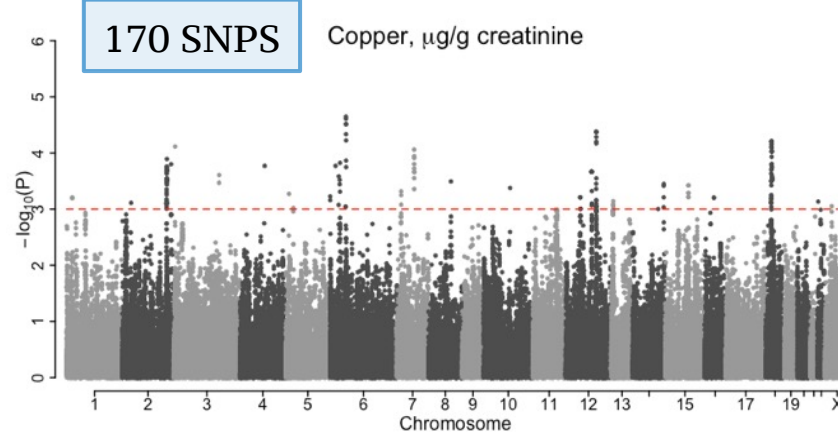 170 SNPS
Copper, μg/g creatinine
6
5
4
3
2
1
0
−log₁₀(P)
1 2 3 4 5 6 7 8 9 10 11 12 13 15 17 19 X
Chromosome